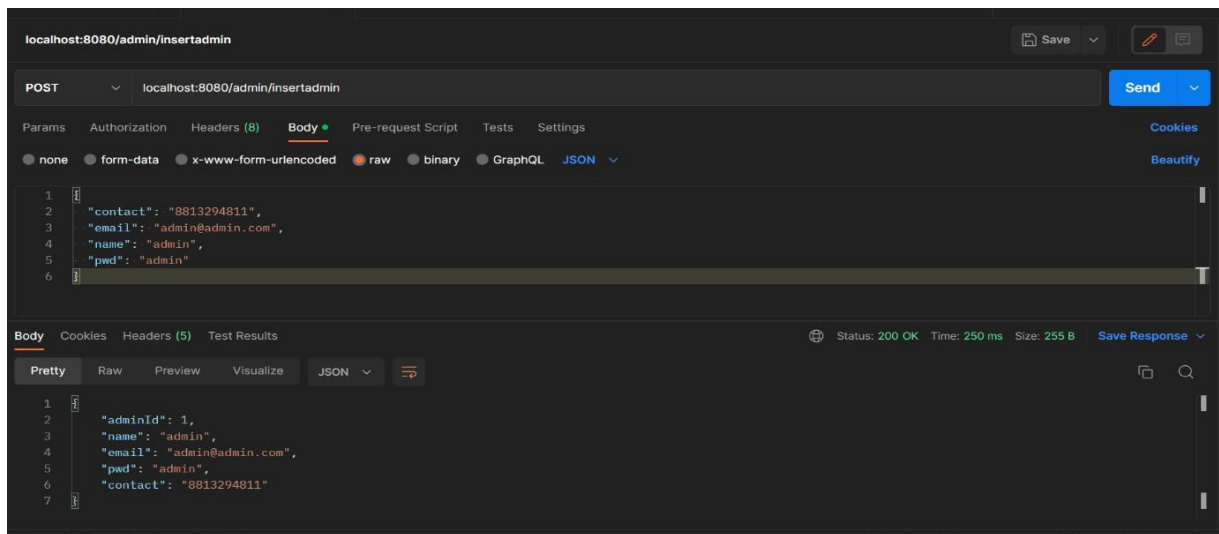 localhost:8080/admin/insertadmin Save
POST localhost:8080/admin/insertadmin Send
Params Authorization Headers (8) Body Pre-request Script Tests Settings Cookies
none form-data x-www-form-urlencoded raw binary GraphQL JSON Beautify
1 {
2 "contact": "8813294811",
3 "email": "admin@admin.com",
4 "name": "admin",
5 "pwd": "admin"
6 }
Body Cookies Headers (5) Test Results Status: 200 OK Time: 250 ms Size: 255 B Save Response
Pretty Raw Preview Visualize JSON
1 {
2 "adminId": 1,
3 "name": "admin",
4 "email": "admin@admin.com",
5 "pwd": "admin",
6 "contact": "8813294811"
7 }